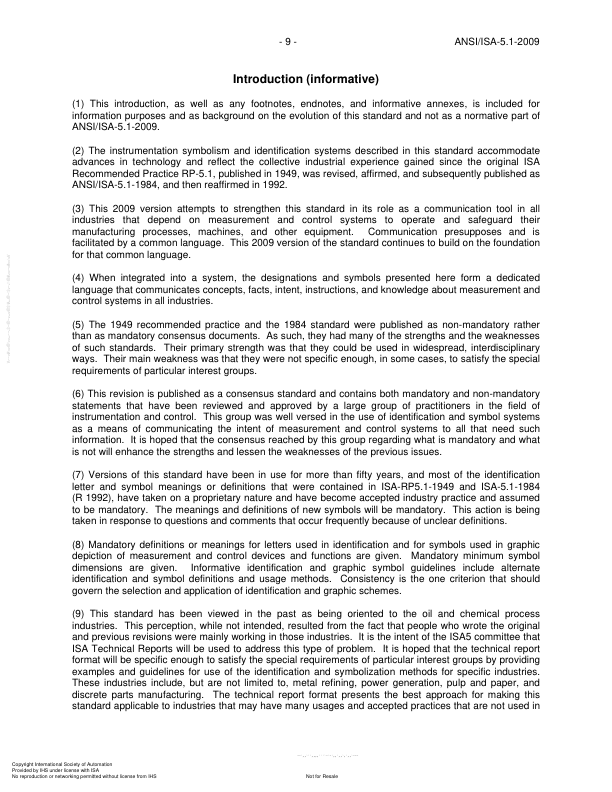 - 9 -
ANSI/ISA-5.1-2009
Introduction (informative)
(1) This introduction, as well as any footnotes, endnotes, and informative annexes, is included for
information purposes and as background on the evolution of this standard and not as a normative part of
ANSI/ISA-5.1-2009.
(2) The instrumentation symbolism and identification systems described in this standard accommodate
advances in technology and reflect the collective industrial experience gained since the original ISA
Recommended Practice RP-5.1, published in 1949, was revised, affirmed, and subsequently published as
ANSI/ISA-5.1-1984, and then reaffirmed in 1992.
(3) This 2009 version attempts to strengthen this standard in its role as a communication tool in all
industries that depend on measurement and control systems to operate and safeguard their
manufacturing processes, machines, and other equipment. Communication presupposes and is
facilitated by a common language. This 2009 version of the standard continues to build on the foundation
for that common language.
(4) When integrated into a system, the designations and symbols presented here form a dedicated
language that communicates concepts, facts, intent, instructions, and knowledge about measurement and
control systems in all industries.
(5) The 1949 recommended practice and the 1984 standard were published as non-mandatory rather
than as mandatory consensus documents. As such, they had many of the strengths and the weaknesses
of such standards. Their primary strength was that they could be used in widespread, interdisciplinary
ways. Their main weakness was that they were not specific enough, in some cases, to satisfy the special
requirements of particular interest groups.
(6) This revision is published as a consensus standard and contains both mandatory and non-mandatory
statements that have been reviewed and approved by a large group of practitioners in the field of
instrumentation and control. This group was well versed in the use of identification and symbol systems
as a means of communicating the intent of measurement and control systems to all that need such
information. It is hoped that the consensus reached by this group regarding what is mandatory and what
is not will enhance the strengths and lessen the weaknesses of the previous issues.
(7) Versions of this standard have been in use for more than fifty years, and most of the identification
letter and symbol meanings or definitions that were contained in ISA-RP5.1-1949 and ISA-5.1-1984
(R 1992), have taken on a proprietary nature and have become accepted industry practice and assumed
to be mandatory. The meanings and definitions of new symbols will be mandatory. This action is being
taken in response to questions and comments that occur frequently because of unclear definitions.
(8) Mandatory definitions or meanings for letters used in identification and for symbols used in graphic
depiction of measurement and control devices and functions are given. Mandatory minimum symbol
dimensions are given. Informative identification and graphic symbol guidelines include alternate
identification and symbol definitions and usage methods. Consistency is the one criterion that should
govern the selection and application of identification and graphic schemes.
(9) This standard has been viewed in the past as being oriented to the oil and chemical process
industries. This perception, while not intended, resulted from the fact that people who wrote the original
and previous revisions were mainly working in those industries. It is the intent of the ISA5 committee that
ISA Technical Reports will be used to address this type of problem. It is hoped that the technical report
format will be specific enough to satisfy the special requirements of particular interest groups by providing
examples and guidelines for use of the identification and symbolization methods for specific industries.
These industries include, but are not limited to, metal refining, power generation, pulp and paper, and
discrete parts manufacturing. The technical report format presents the best approach for making this
standard applicable to industries that may have many usages and accepted practices that are not used in
Copyright International Society of Automation
Provided by IHS under license with ISA
No reproduction or networking permitted without license from IHS
Not for Resale